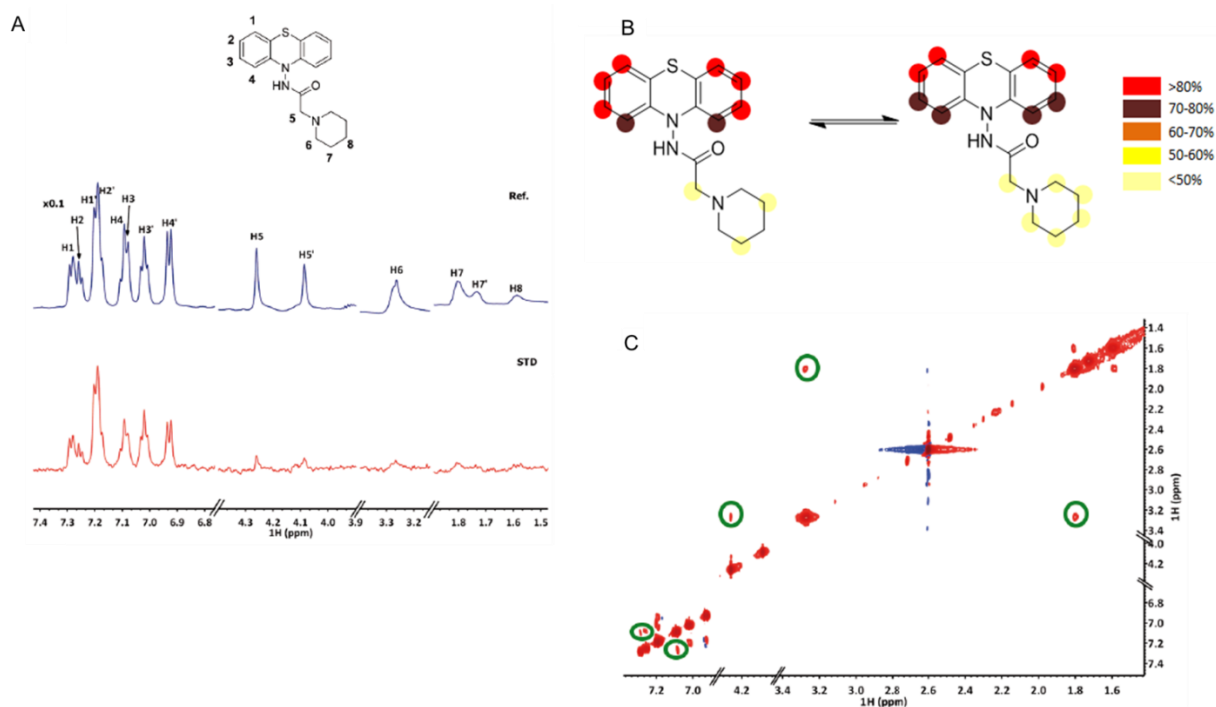 A
1
2
3
4
S
N
NH
O
5
N
6
7
8
x0.1
H1
H2
H1'
H2'
H4
H3
H3'
H4'
H5
H5'
H6
H7
H7'
H8
Ref.
STD
7.4 7.3 7.2 7.1 7.0 6.9 6.8 4.3 4.2 4.1 3.9 3.3 3.2 1.8 1.7 1.6 1.5
1H (ppm)
B
S
N
HN
O
N
S
N
HN
O
N
>80%
70-80%
60-70%
50-60%
<50%
C
1.4
1.6
1.8
2.0
2.2
2.4
2.6
2.8
3.0
3.2
3.4
4.0
4.2
6.8
7.0
7.2
7.4
1H (ppm)
7.2 7.0 4.2 3.4 3.2 3.0 2.8 2.6 2.4 2.2 2.0 1.8 1.6
1H (ppm)